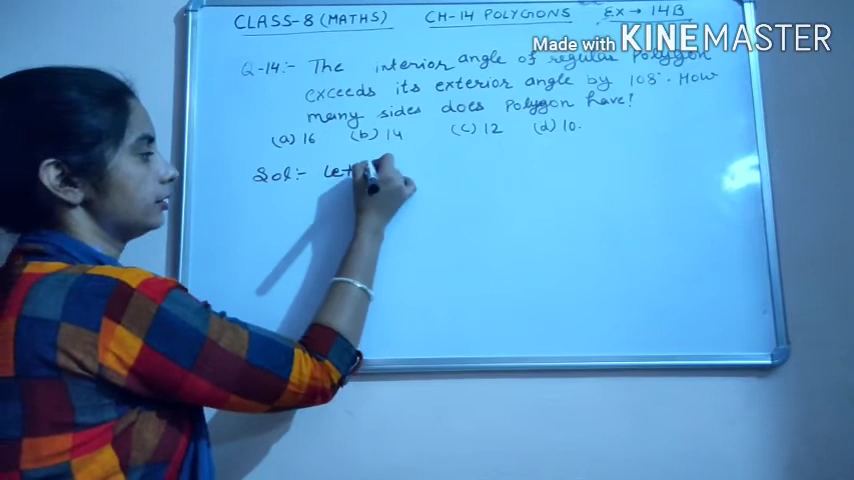 CLASS-8 (MATHS) CH-14 POLYGONS EX → 14B
Made with KINEMASTER
Q-14:- The interior angle of regular Polygon
exceeds its exterior angle by 108°. How
many sides does Polygon have?
(a) 16 (b) 14 (c) 12 (d) 10.
Sol:- Let